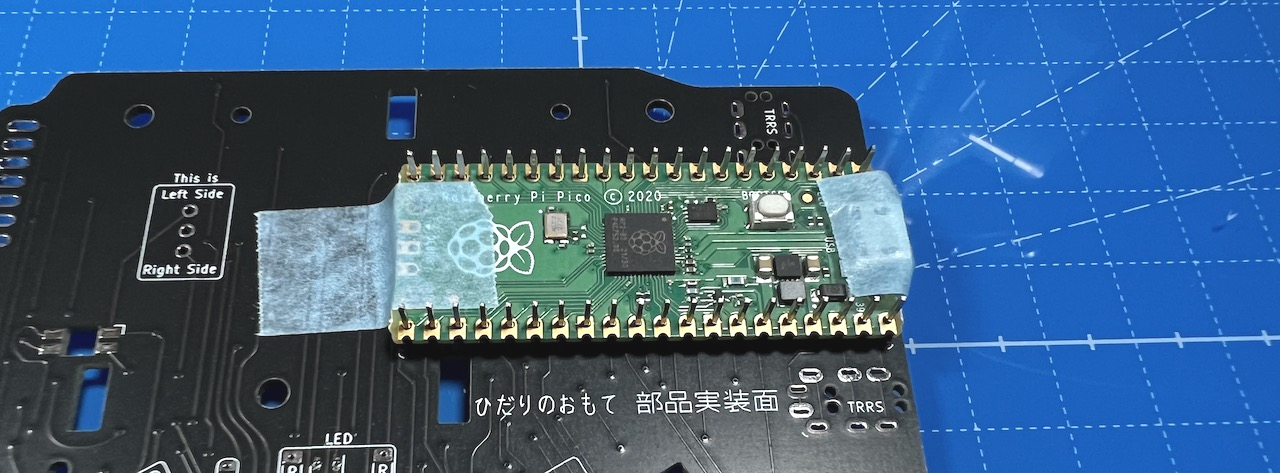 TRRS
This is
Left Side
Right Side
Raspberry Pi Pico © 2020
USB
ひだりのおもて 部品実装面
TRRS
LED